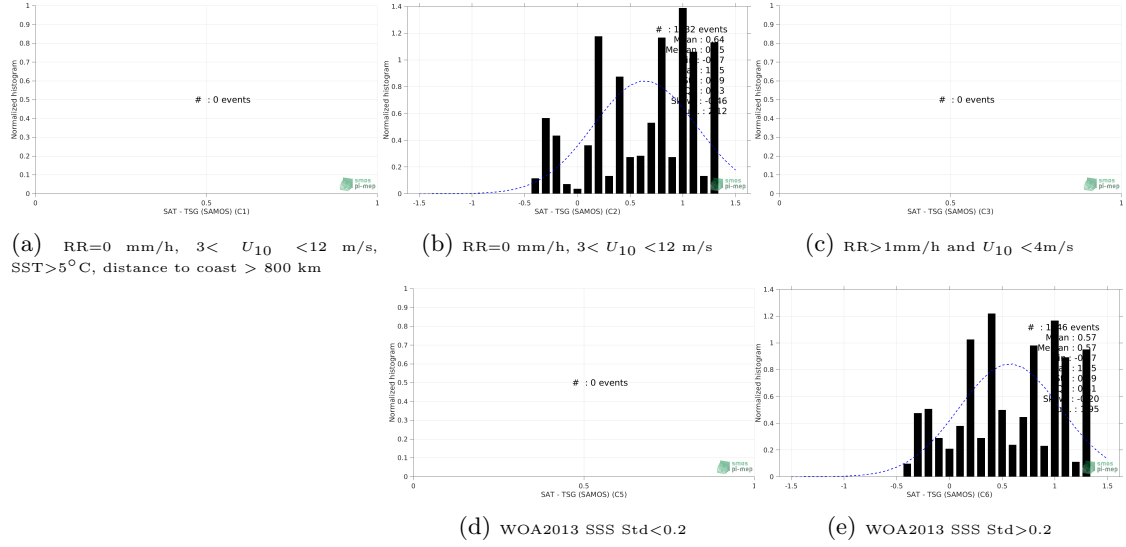 1
0.9
0.8
0.7
0.6
0.5
0.4
0.3
0.2
0.1
0
0 0.5 1
Normalized histogram
# : 0 events
SAT - TSG (SAMOS) (C1)
smos
pi-mep
(a) RR=0 mm/h, 3< U10 <12 m/s,
SST>5°C, distance to coast > 800 km
1.4
1.2
1
0.8
0.6
0.4
0.2
0
-1.5 -1 -0.5 0 0.5 1 1.5
Normalized histogram
events
: 0.64
SAT - TSG (SAMOS) (C2)
smos
pi-mep
(b) RR=0 mm/h, 3< U10 <12 m/s
1
0.9
0.8
0.7
0.6
0.5
0.4
0.3
0.2
0.1
0
0 0.5 1
Normalized histogram
# : 0 events
SAT - TSG (SAMOS) (C3)
smos
pi-mep
(c) RR>1mm/h and U10 <4m/s
1
0.9
0.8
0.7
0.6
0.5
0.4
0.3
0.2
0.1
0
0 0.5 1
Normalized histogram
# : 0 events
SAT - TSG (SAMOS) (C5)
smos
pi-mep
(d) WOA2013 SSS Std<0.2
1.4
1.2
1
0.8
0.6
0.4
0.2
0
-1.5 -1 -0.5 0 0.5 1 1.5
Normalized histogram
events
: 0.57
: 0.57
SAT - TSG (SAMOS) (C6)
smos
pi-mep
(e) WOA2013 SSS Std>0.2